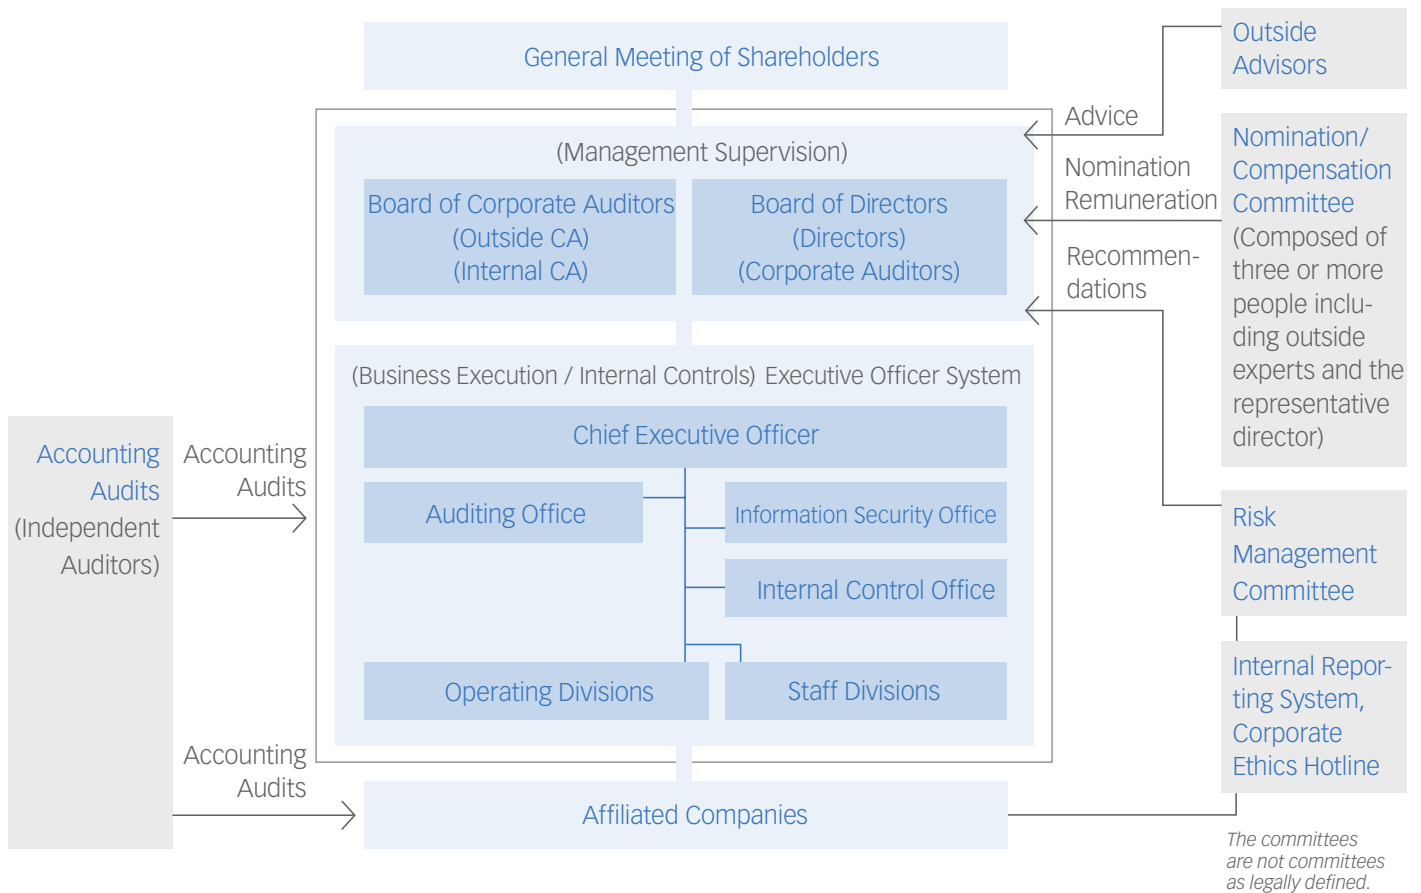 General Meeting of Shareholders
(Management Supervision)
Board of Corporate Auditors
(Outside CA)
(Internal CA)
Board of Directors
(Directors)
(Corporate Auditors)
(Business Execution / Internal Controls) Executive Officer System
Chief Executive Officer
Auditing Office
Information Security Office
Internal Control Office
Operating Divisions
Staff Divisions
Affiliated Companies
Accounting
Audits
(Independent
Auditors)
Accounting
Audits
Accounting
Audits
Advice
Nomination
Remuneration
Recommen-
dations
Outside
Advisors
Nomination/
Compensation
Committee
(Composed of
three or more
people inclu-
ding outside
experts and the
representative
director)
Risk
Management
Committee
Internal Repor-
ting System,
Corporate
Ethics Hotline
The committees
are not committees
as legally defined.